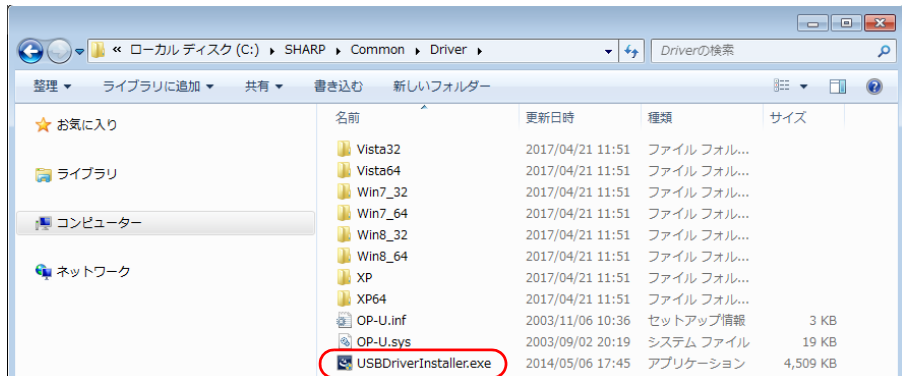 « ローカル ディスク (C:) ▸ SHARP ▸ Common ▸ Driver ▸ Driverの検索
整理 ▼ ライブラリに追加 ▼ 共有 ▼ 書き込む 新しいフォルダー
お気に入り
ライブラリ
コンピューター
ネットワーク
名前 更新日時 種類 サイズ
Vista32 2017/04/21 11:51 ファイル フォル...
Vista64 2017/04/21 11:51 ファイル フォル...
Win7_32 2017/04/21 11:51 ファイル フォル...
Win7_64 2017/04/21 11:51 ファイル フォル...
Win8_32 2017/04/21 11:51 ファイル フォル...
Win8_64 2017/04/21 11:51 ファイル フォル...
XP 2017/04/21 11:51 ファイル フォル...
XP64 2017/04/21 11:51 ファイル フォル...
OP-U.inf 2003/11/06 10:36 セットアップ情報 3 KB
OP-U.sys 2003/09/02 20:19 システム ファイル 19 KB
USBDriverInstaller.exe 2014/05/06 17:45 アプリケーション 4,509 KB